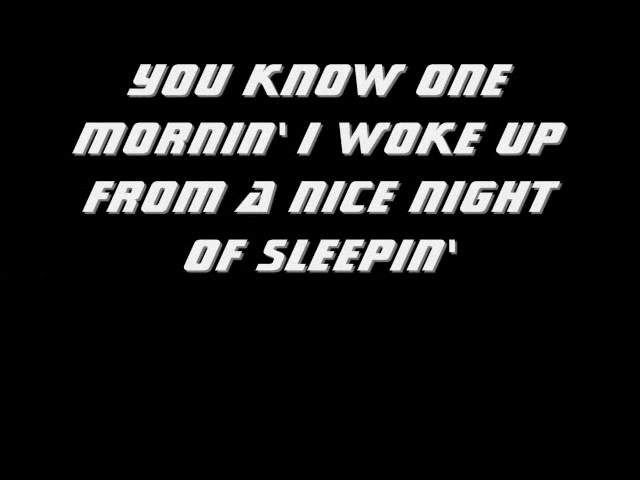 YOU KNOW ONE
MORNIN' I WOKE UP
FROM A NICE NIGHT
OF SLEEPIN'